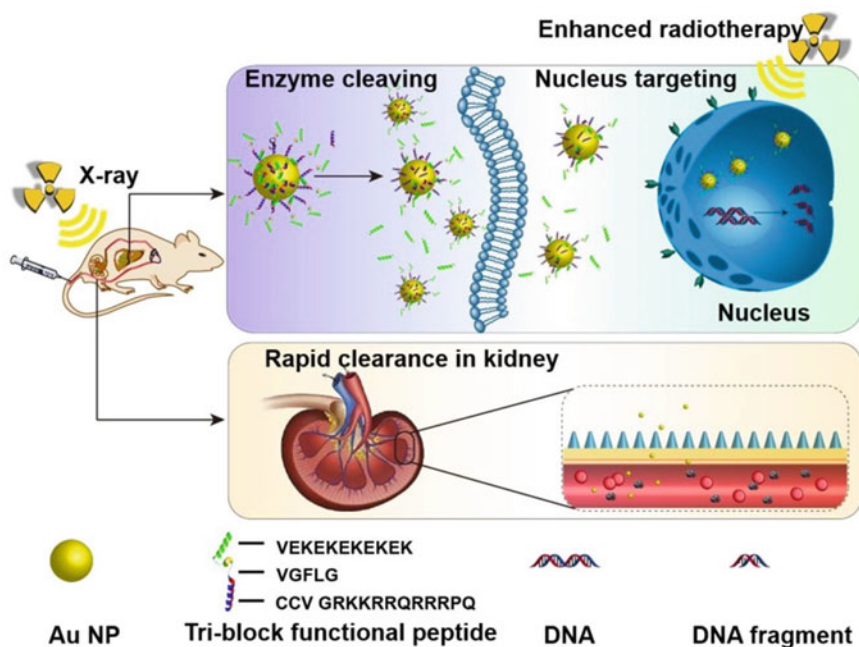 Enhanced radiotherapy
Enzyme cleaving
Nucleus targeting
X-ray
Nucleus
Rapid clearance in kidney
VEKEKEKEKEK
VGFLG
CCV GRKKRRQRRRPQ
Au NP
Tri-block functional peptide
DNA
DNA fragment